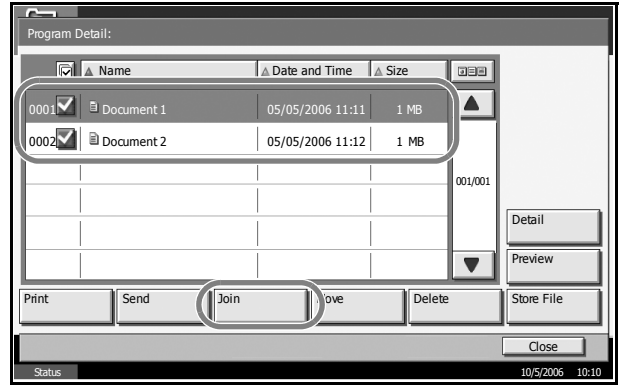 Program Detail:
Name Date and Time Size
0001 Document 1 05/05/2006 11:11 1 MB
0002 Document 2 05/05/2006 11:12 1 MB
001/001
Detail
Preview
Print Send Join Move Delete Store File
Close
Status 10/5/2006 10:10